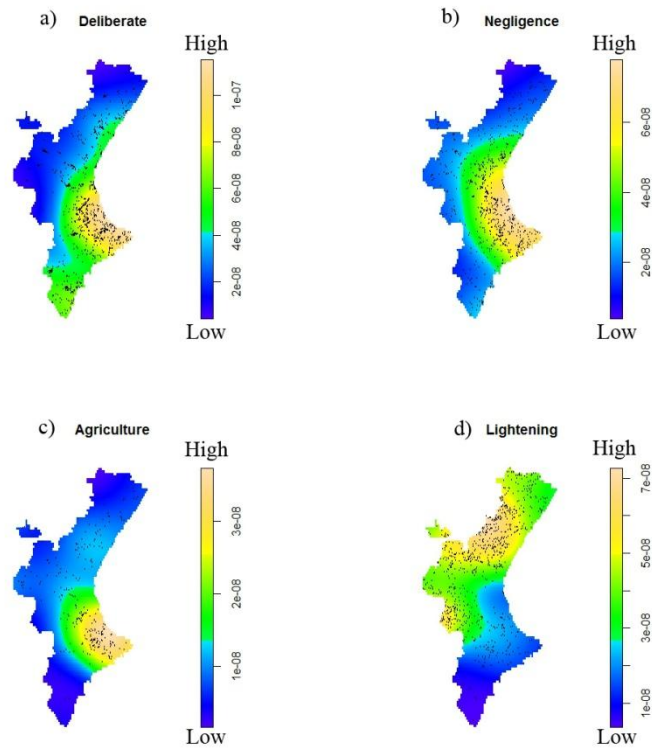 a) Deliberate
High
1e-07
8e-08
6e-08
4e-08
2e-08
Low
b) Negligence
High
6e-08
4e-08
2e-08
Low
c) Agriculture
High
3e-08
2e-08
1e-08
Low
d) Lightening
High
7e-08
5e-08
3e-08
1e-08
Low